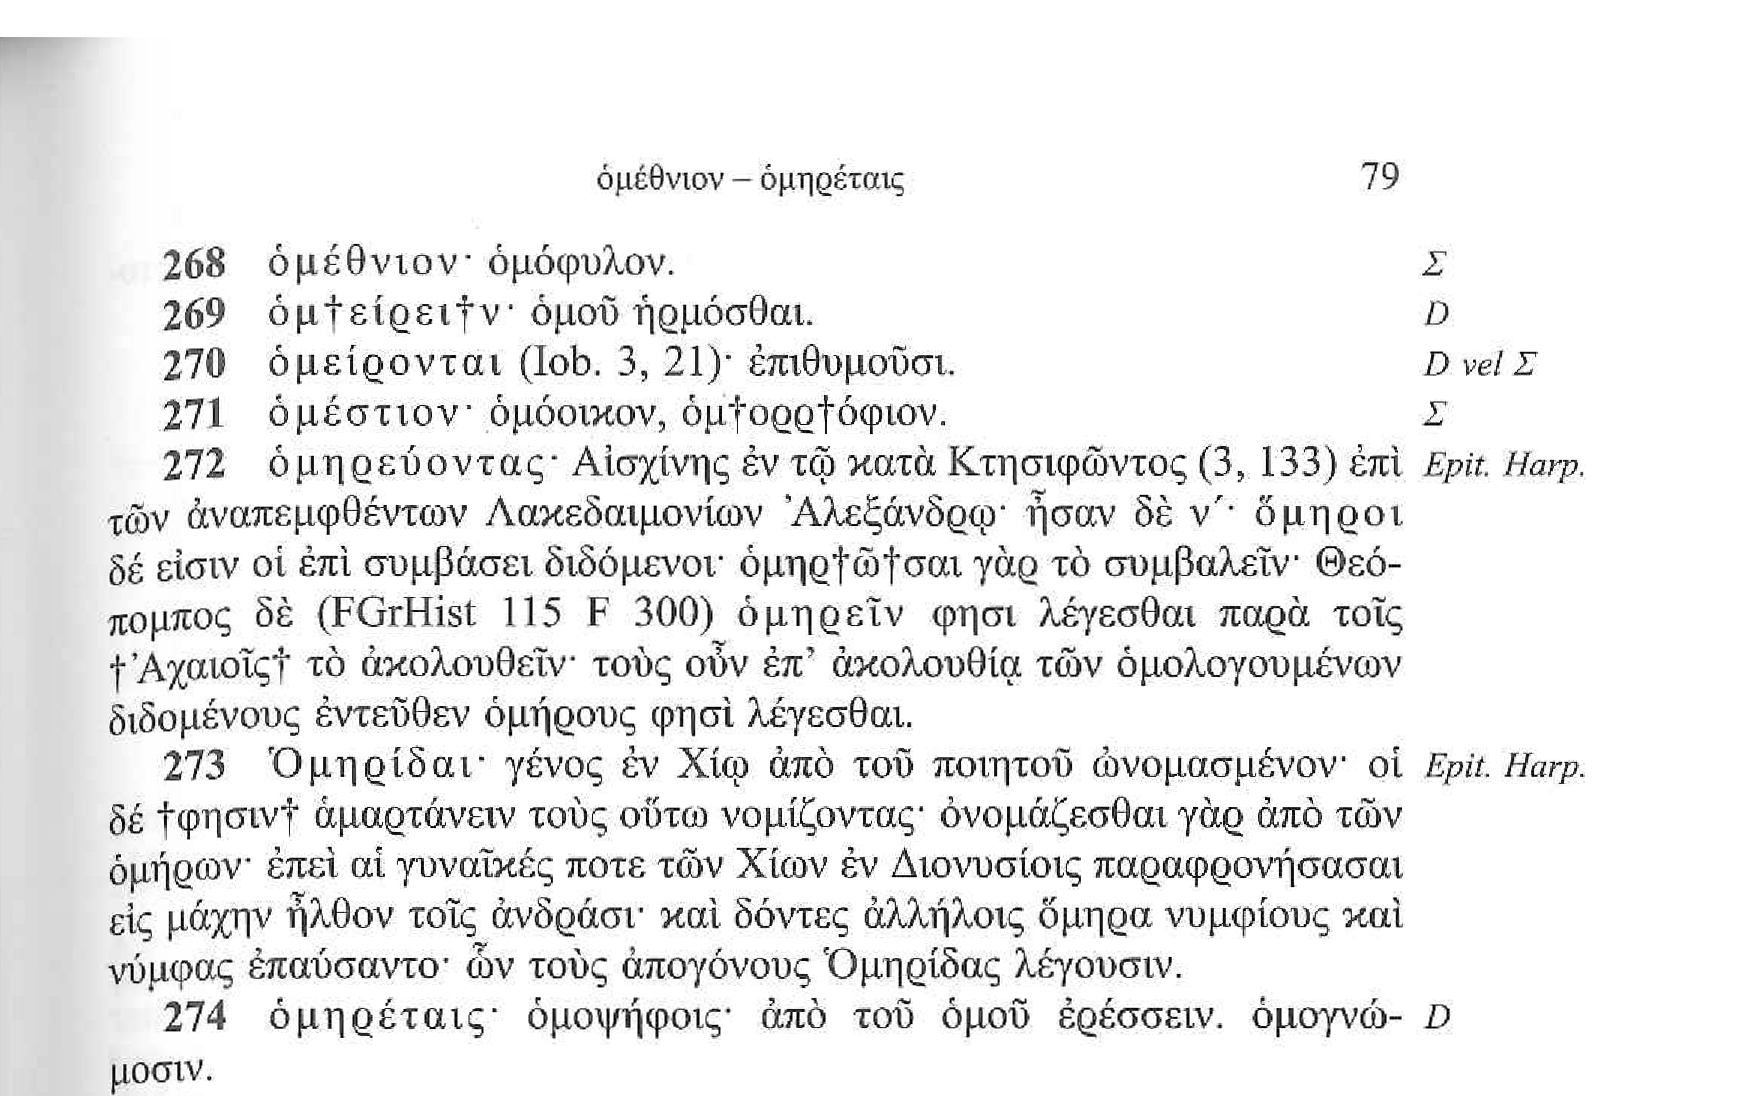 ὁμέθνιον – ὁμηρέταις 79
268 ὁμέθνιον· ὁμόφυλον. Σ
269 ὁμ†είρει†ν· ὁμοῦ ἡρμόσθαι. D
270 ὁμείρονται (Iob. 3, 21)· ἐπιθυμοῦσι. D vel Σ
271 ὁμέστιον· ὁμόοικον, ὁμ†ορρ†όφιον. Σ
272 ὁμηρεύοντας· Αἰσχίνης ἐν τῷ κατὰ Κτησιφῶντος (3, 133) ἐπὶ Epit. Harp.
τῶν ἀναπεμφθέντων Λακεδαιμονίων Ἀλεξάνδρῳ· ἦσαν δὲ ν´· ὅμηροι
δέ εἰσιν οἱ ἐπὶ συμβάσει διδόμενοι· ὁμηρ†ῶ†σαι γὰρ τὸ συμβαλεῖν· Θεό-
πομπος δὲ (FGrHist 115 F 300) ὁμηρεῖν φησι λέγεσθαι παρὰ τοῖς
†Ἀχαιοῖς† τὸ ἀκολουθεῖν· τοὺς οὖν ἐπ’ ἀκολουθίᾳ τῶν ὁμολογουμένων
διδομένους ἐντεῦθεν ὁμήρους φησὶ λέγεσθαι.
273 Ὁμηρίδαι· γένος ἐν Χίῳ ἀπὸ τοῦ ποιητοῦ ὠνομασμένον· οἱ Epit. Harp.
δέ †φησιν† ἁμαρτάνειν τοὺς οὕτω νομίζοντας· ὀνομάζεσθαι γὰρ ἀπὸ τῶν
ὁμήρων· ἐπεὶ αἱ γυναῖκές ποτε τῶν Χίων ἐν Διονυσίοις παραφρονήσασαι
εἰς μάχην ἦλθον τοῖς ἀνδράσι· καὶ δόντες ἀλλήλοις ὅμηρα νυμφίους καὶ
νύμφας ἐπαύσαντο· ὧν τοὺς ἀπογόνους Ὁμηρίδας λέγουσιν.
274 ὁμηρέταις· ὁμοψήφοις· ἀπὸ τοῦ ὁμοῦ ἐρέσσειν. ὁμογνώ- D
μοσιν.